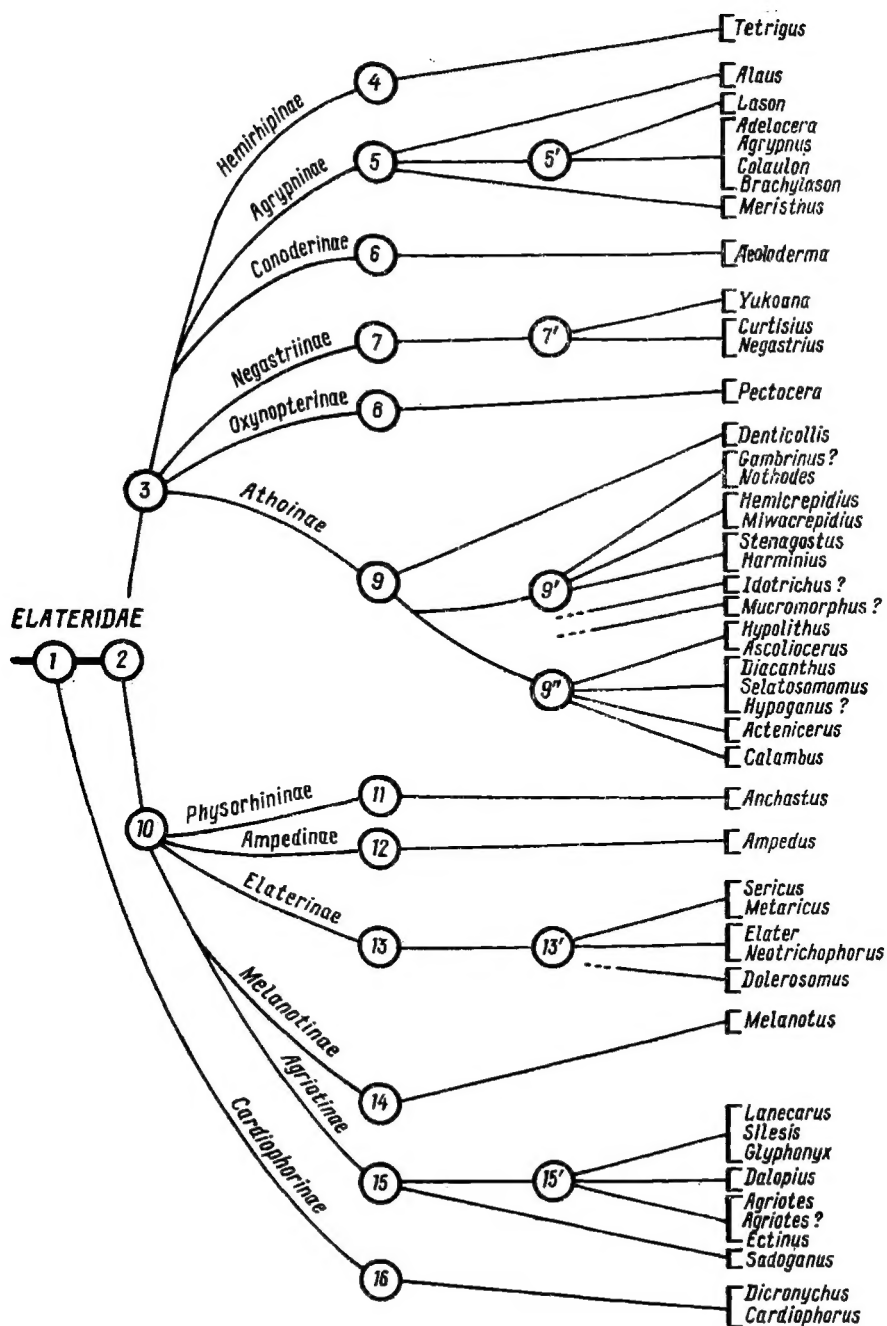 Tetrigus
Alaus
Lason
Adelocera
Agrypnus
Colaulon
Brachylason
Meristhus
Aeoloderma
Yukoana
Curtisius
Negastrius
Pectocera
Denticollis
Gambrinus?
Nothodes
Hemicrepidius
Miwacrepidius
Stenagostus
Harminius
Idotrichus?
Mucromorphus?
Hypolithus
Ascoliocerus
Diacanthus
Selatosomomus
Hypoganus?
Actenicerus
Calambus
Anchastus
Ampedus
Sericus
Metaricus
Elater
Neotrichophorus
Dolerosomus
Melanotus
Lanecarus
Silesis
Glyphonyx
Dalopius
Agriotes
Agriotes?
Ectinus
Sadoganus
Dicronychus
Cardiophorus
Hemirhipinae
4
Agrypninae
5
5'
Conoderinae
6
Negastriinae
7
7'
Oxynopterinae
8
3
Athoinae
9
9'
9"
ELATERIDAE
1
2
10
Physorhininae
11
Ampedinae
12
Elaterinae
13
13'
Melanotinae
14
Agriotinae
15
15'
Cardiophorinae
16